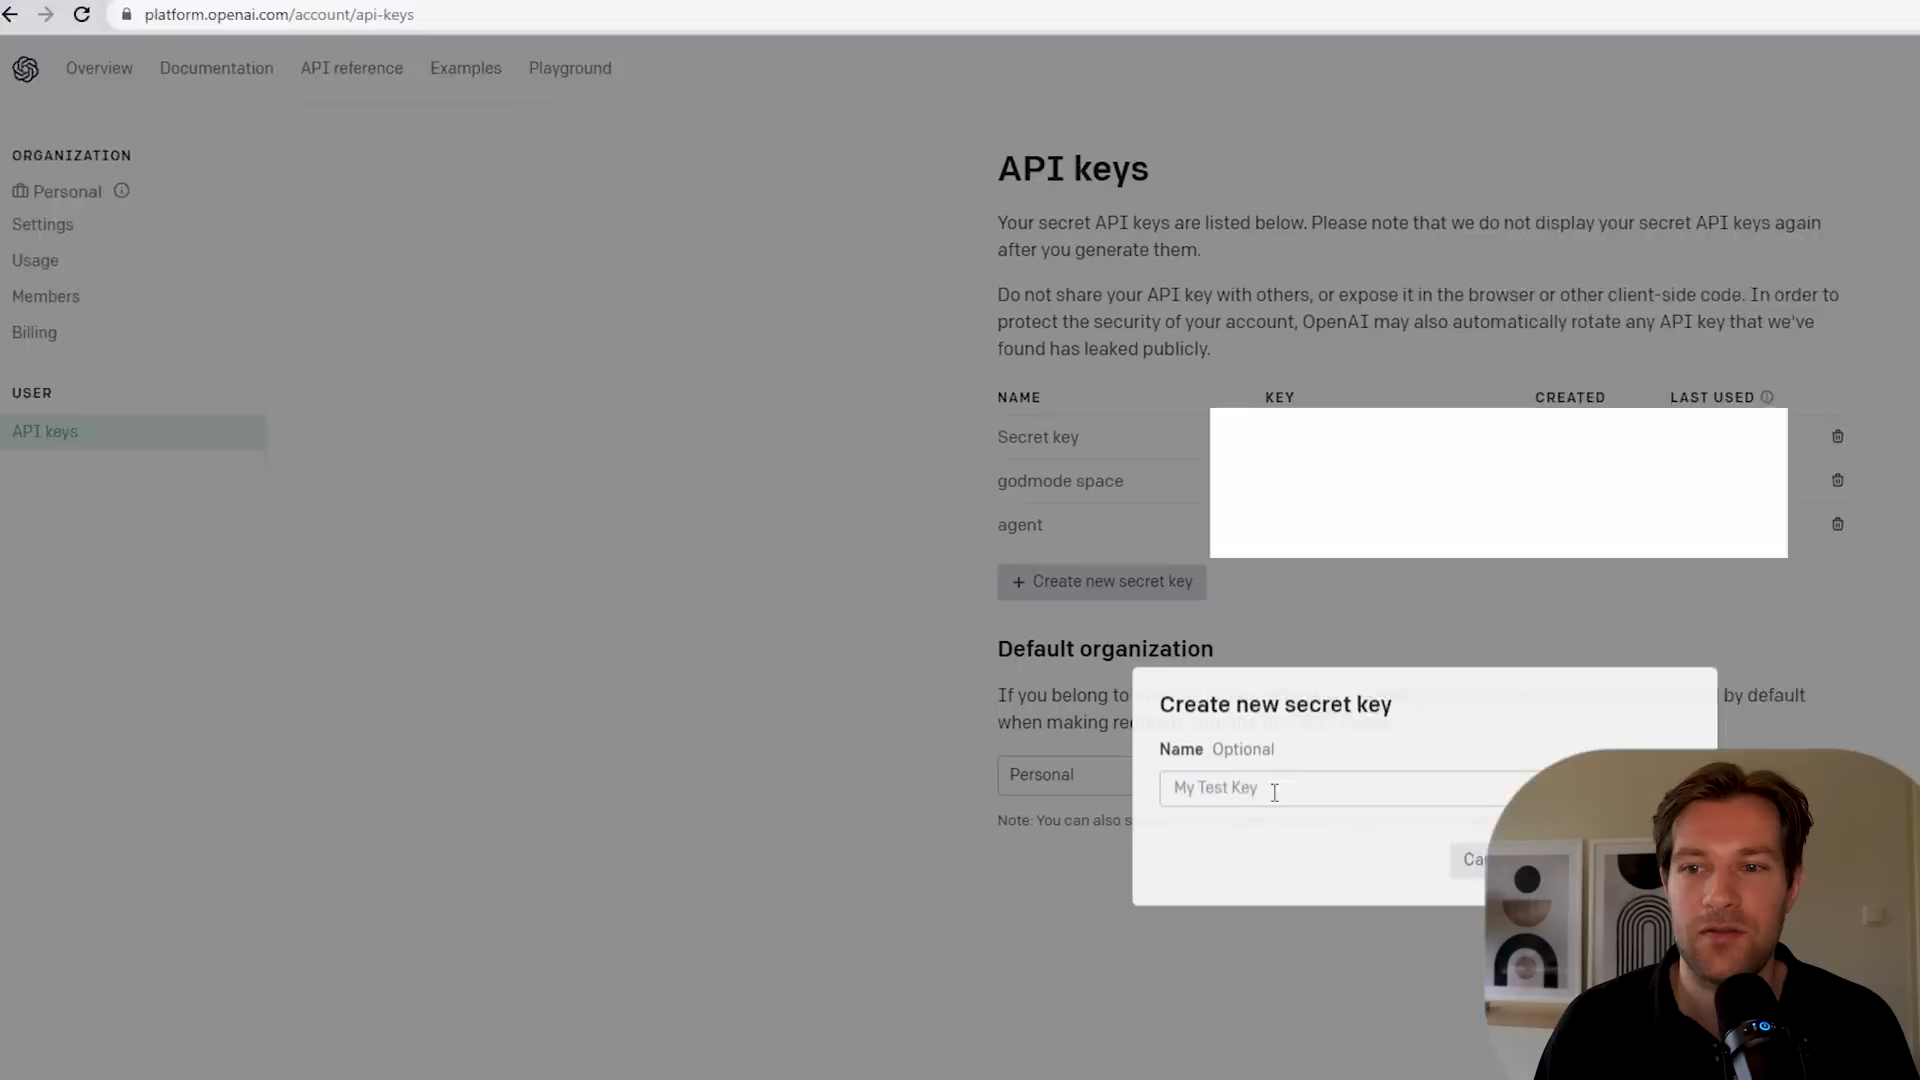 platform.openai.com/account/api-keys
Overview Documentation API reference Examples Playground
ORGANIZATION
Personal
Settings
Usage
Members
Billing
USER
API keys
API keys
Your secret API keys are listed below. Please note that we do not display your secret API keys again
after you generate them.
Do not share your API key with others, or expose it in the browser or other client-side code. In order to
protect the security of your account, OpenAI may also automatically rotate any API key that we've
found has leaked publicly.
NAME KEY CREATED LAST USED
Secret key
godmode space
agent
+ Create new secret key
Default organization
If you belong to by default
when making
Personal
Note: You can also
Create new secret key
Name Optional
My Test Key